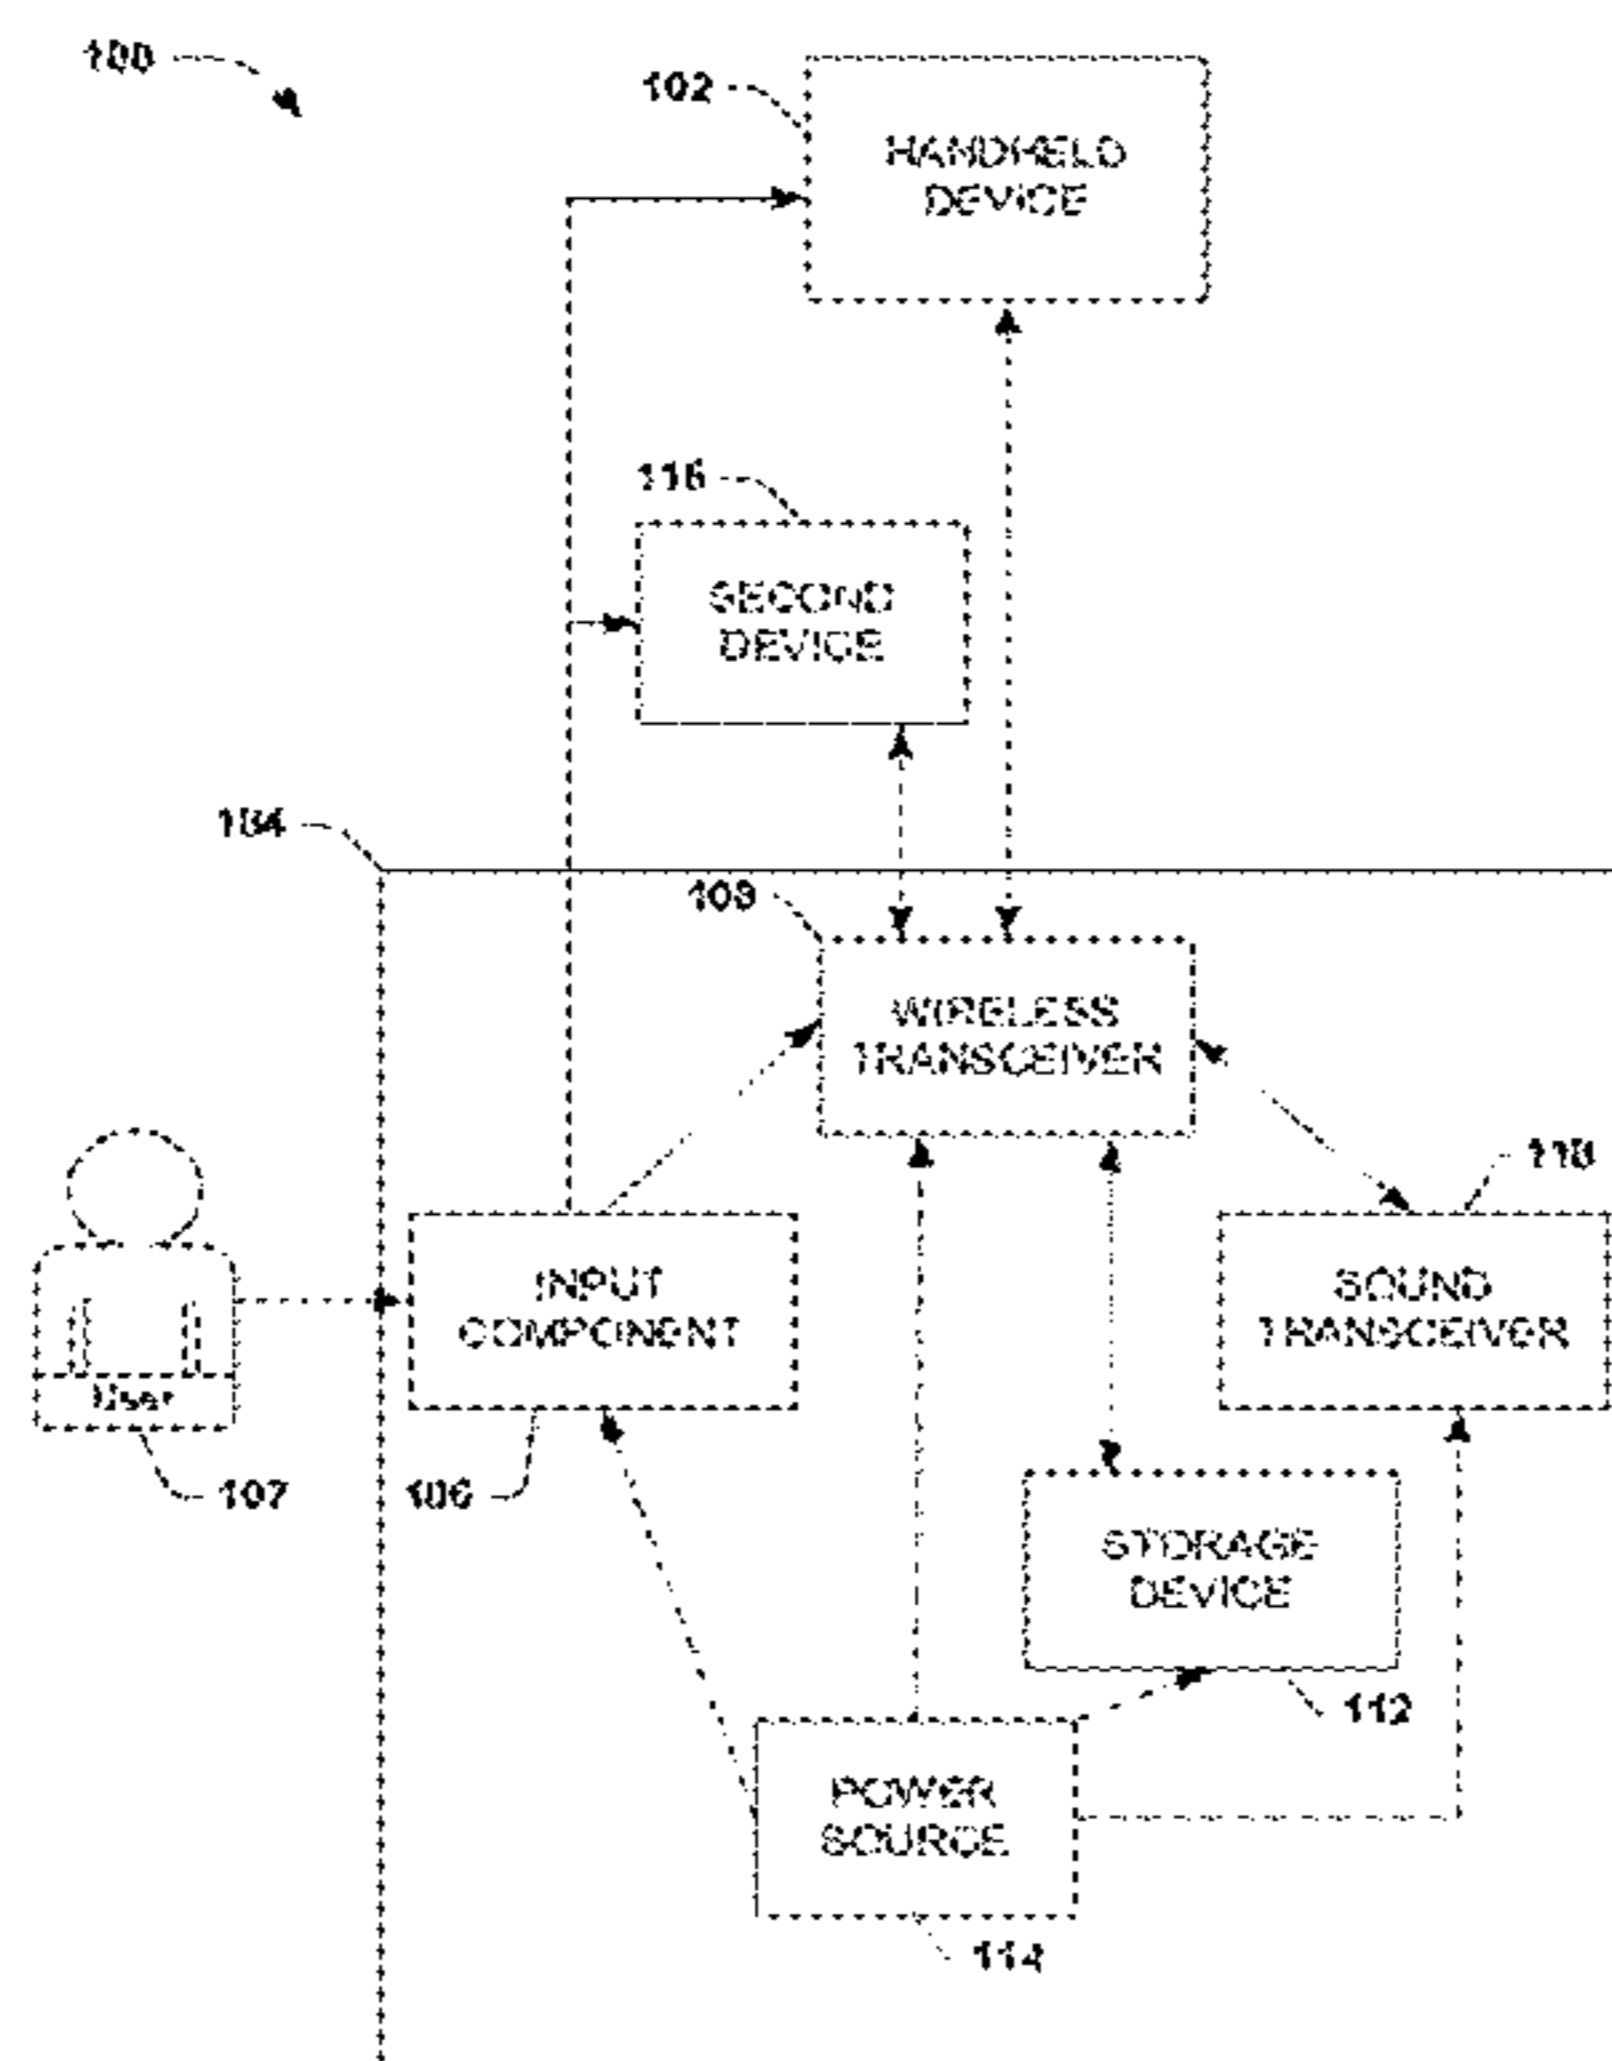 100
102
HANDHELD
DEVICE
116
SECOND
DEVICE
104
108
WIRELESS
TRANSCEIVER
110
INPUT
COMPONENT
SOUND
TRANSCEIVER
User
107
106
STORAGE
DEVICE
112
POWER
SOURCE
114